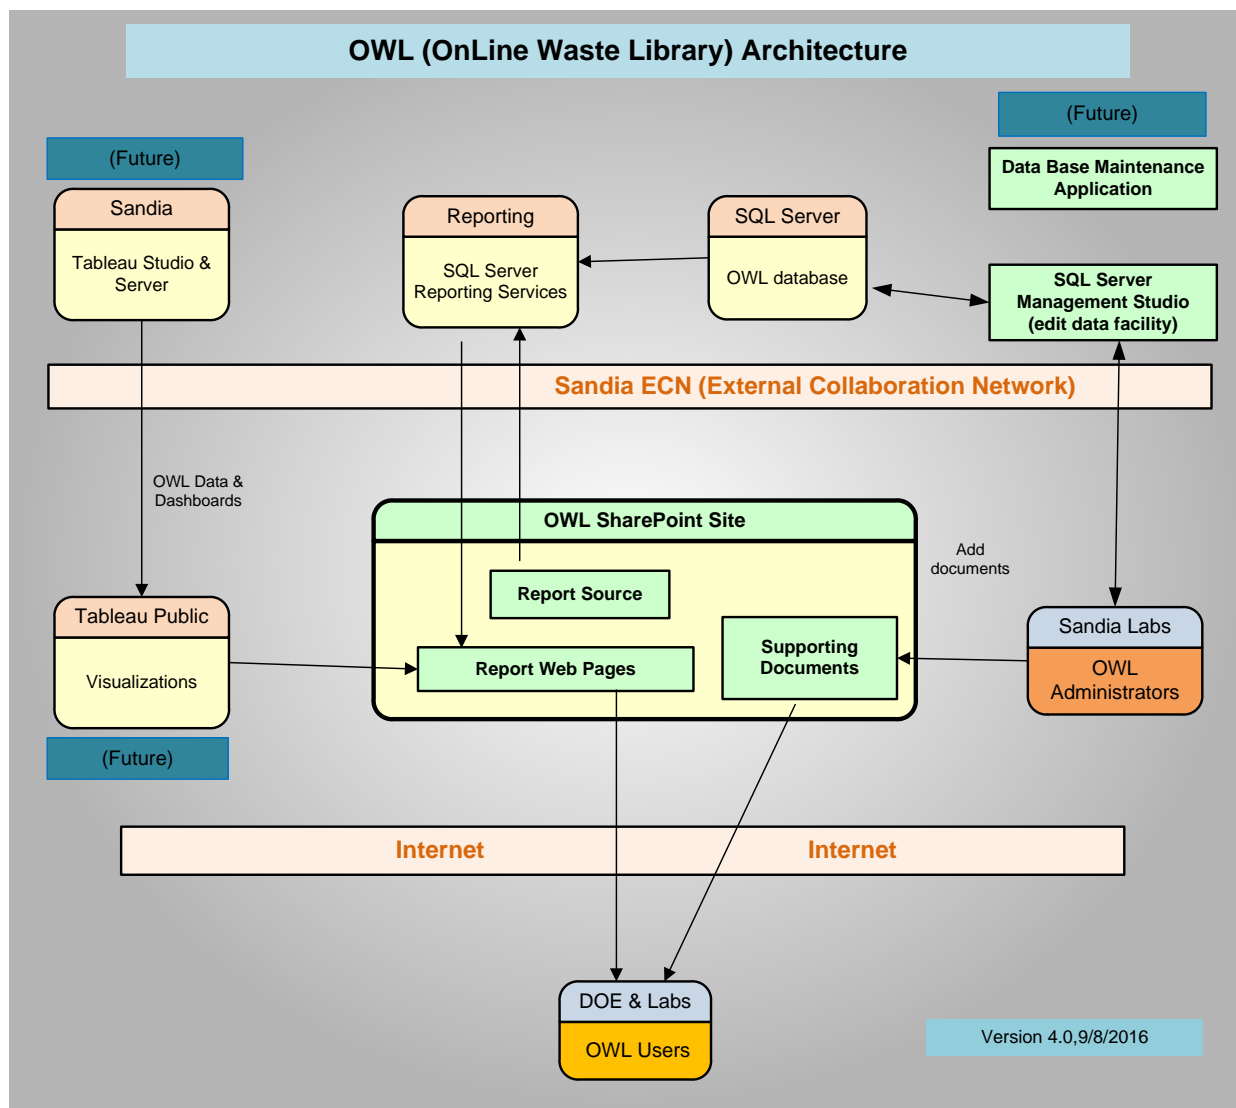 OWL (OnLine Waste Library) Architecture
(Future)
(Future)
Data Base Maintenance
Application
Sandia
Tableau Studio &
Server
Reporting
SQL Server
Reporting Services
SQL Server
OWL database
SQL Server
Management Studio
(edit data facility)
Sandia ECN (External Collaboration Network)
OWL Data &
Dashboards
OWL SharePoint Site
Report Source
Report Web Pages
Supporting
Documents
Add
documents
Tableau Public
Visualizations
(Future)
Sandia Labs
OWL
Administrators
Internet
Internet
DOE & Labs
OWL Users
Version 4.0,9/8/2016